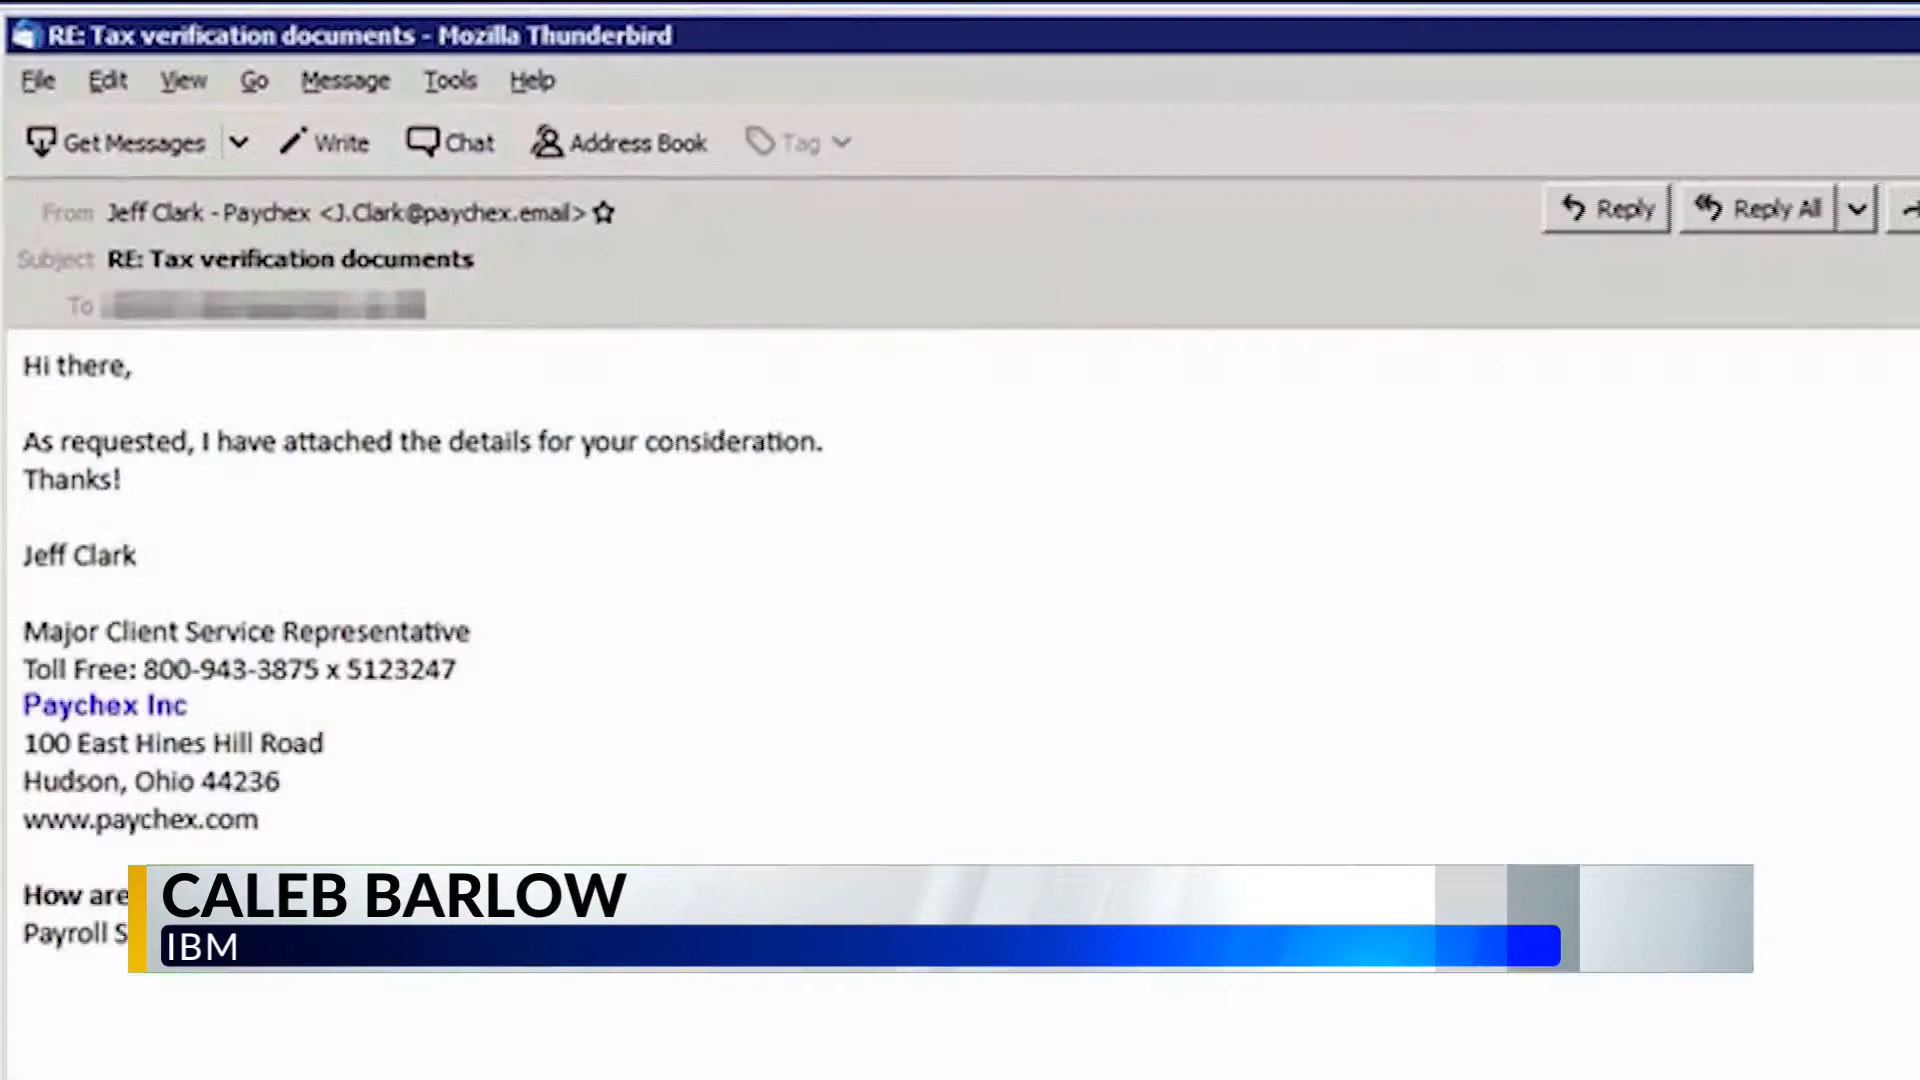 RE: Tax verification documents - Mozilla Thunderbird
File Edit View Go Message Tools Help
Get Messages Write Chat Address Book Tag
From Jeff Clark - Paychex <J.Clark@paychex.email>
Reply Reply All
Subject RE: Tax verification documents
To
Hi there,
As requested, I have attached the details for your consideration.
Thanks!
Jeff Clark
Major Client Service Representative
Toll Free: 800-943-3875 x 5123247
Paychex Inc
100 East Hines Hill Road
Hudson, Ohio 44236
www.paychex.com
How are
Payroll S
CALEB BARLOW
IBM